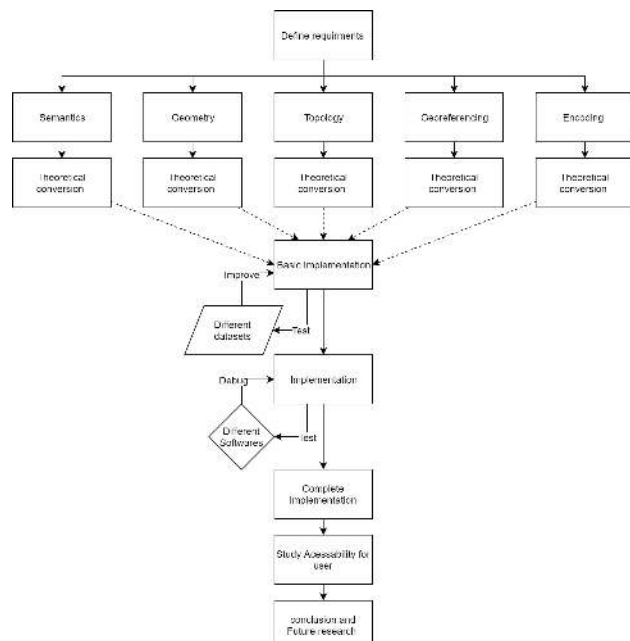 Define requirments
Semantics
Geometry
Topology
Georeferencing
Encoding
Theoretical
conversion
Theoretical
conversion
Theoretical
conversion
Theoretical
conversion
Theoretical
conversion
Basic Implementation
Improve
Different
datasets
Test
Implementation
Debug
Different
Softwares
Test
Complete
Implementation
Study Acessability for
user
conclusion and
Future research